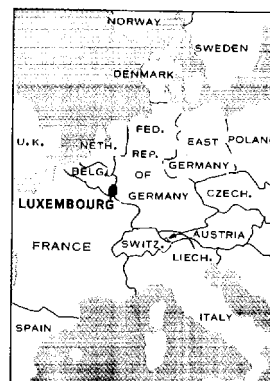 NORWAY
SWEDEN
DENMARK
U.K.
NETH.
FED.
REP.
OF
GERMANY
EAST
GERMANY
POLAND
BELG.
LUXEMBOURG
CZECH.
FRANCE
SWITZ.
AUSTRIA
LIECH.
SPAIN
ITALY